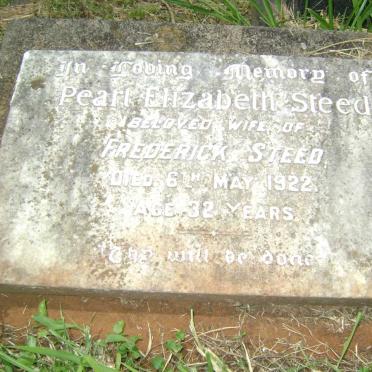 In Loving Memory of
Pearl Elizabeth Steed
BELOVED WIFE OF
FREDERICK STEED,
DIED 6TH MAY 1922.
AGE 32 YEARS.
"Thy will be done"